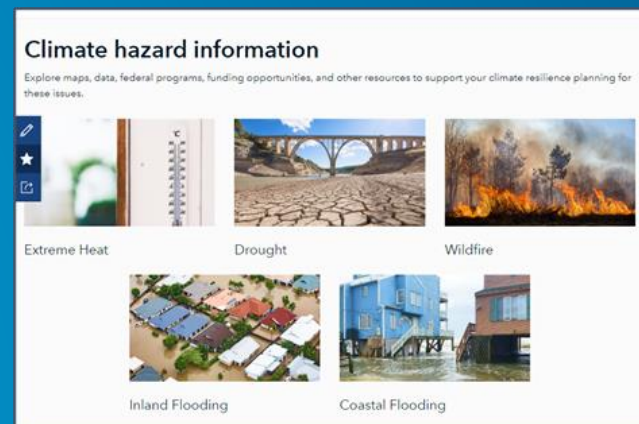 Climate hazard information
Explore maps, data, federal programs, funding opportunities, and other resources to support your climate resilience planning for
these issues.
°C
Extreme Heat
Drought
Wildfire
Inland Flooding
Coastal Flooding